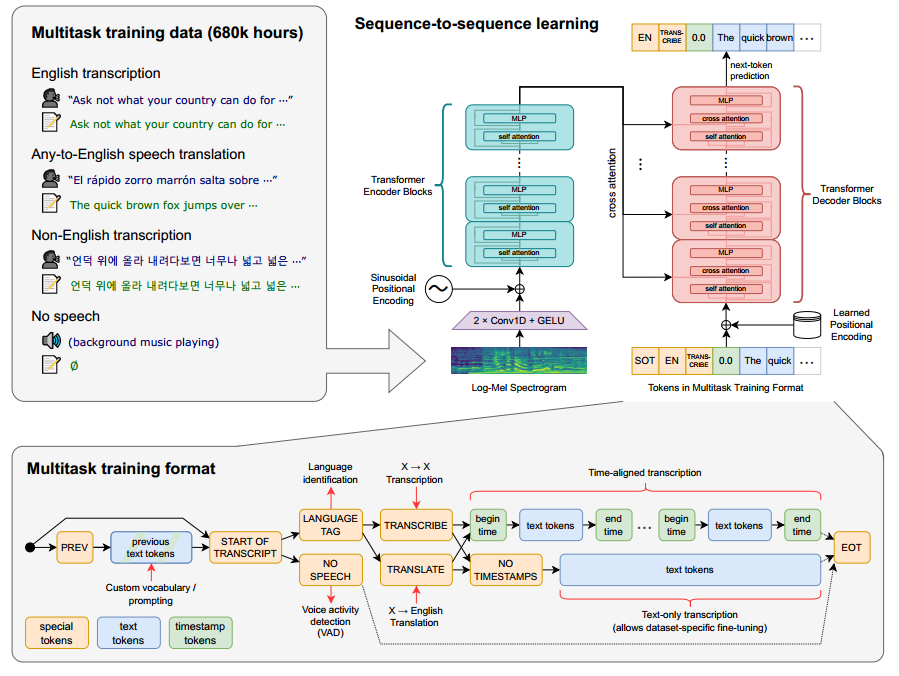 Multitask training data (680k hours)
English transcription
“Ask not what your country can do for ⋯”
Ask not what your country can do for ⋯
Any-to-English speech translation
“El rápido zorro marrón salta sobre ⋯”
The quick brown fox jumps over ⋯
Non-English transcription
“언덕 위에 올라 내려다보면 너무나 넓고 넓은 ⋯”
언덕 위에 올라 내려다보면 너무나 넓고 넓은 ⋯
No speech
(background music playing)
∅
Sequence-to-sequence learning
EN
TRANS-
CRIBE
0.0
The
quick
brown
⋯
next-token
prediction
MLP
self attention
⋮
MLP
self attention
MLP
self attention
Transformer
Encoder Blocks
Sinusoidal
Positional
Encoding
2 × Conv1D + GELU
Log-Mel Spectrogram
cross attention
⋮
MLP
cross attention
self attention
⋮
MLP
cross attention
self attention
MLP
cross attention
self attention
Transformer
Decoder Blocks
Learned
Positional
Encoding
SOT
EN
TRANS-
CRIBE
0.0
The
quick
⋯
Tokens in Multitask Training Format
Multitask training format
PREV
previous
text tokens
Custom vocabulary /
prompting
START OF
TRANSCRIPT
Language
identification
LANGUAGE
TAG
NO
SPEECH
Voice activity
detection
(VAD)
X → X
Transcription
TRANSCRIBE
TRANSLATE
X → English
Translation
Time-aligned transcription
begin
time
text tokens
end
time
⋯
begin
time
text tokens
end
time
NO
TIMESTAMPS
text tokens
Text-only transcription
(allows dataset-specific fine-tuning)
EOT
special
tokens
text
tokens
timestamp
tokens